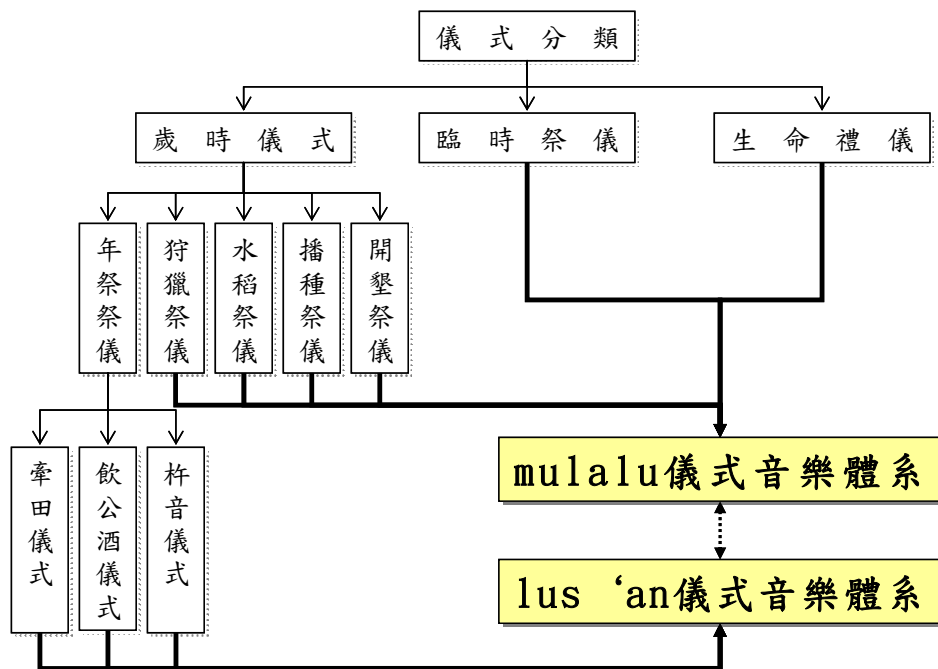 儀式分類
歲時儀式
臨時祭儀
生命禮儀
年祭祭儀
狩獵祭儀
水稻祭儀
播種祭儀
開墾祭儀
牽田儀式
飲公酒儀式
杵音儀式
mulalu儀式音樂體系
lus ‘an儀式音樂體系